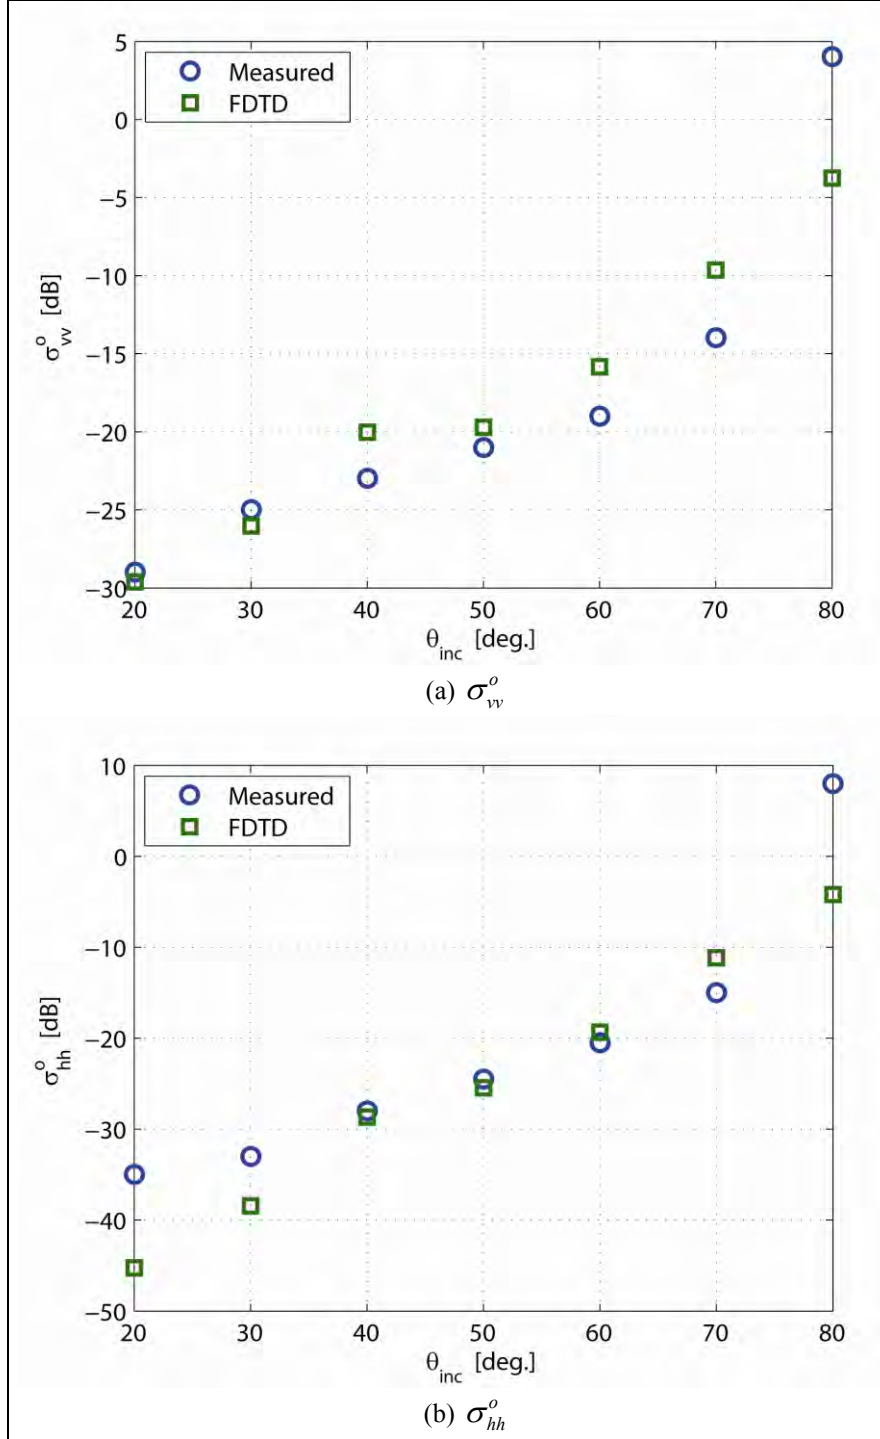 5
Measured
FDTD
0
−5
−10
−15
−20
−25
−30
σ°vv [dB]
20 30 40 50 60 70 80
θinc [deg.]
(a) σ°vv
10
Measured
FDTD
0
−10
−20
−30
−40
−50
σ°hh [dB]
20 30 40 50 60 70 80
θinc [deg.]
(b) σ°hh